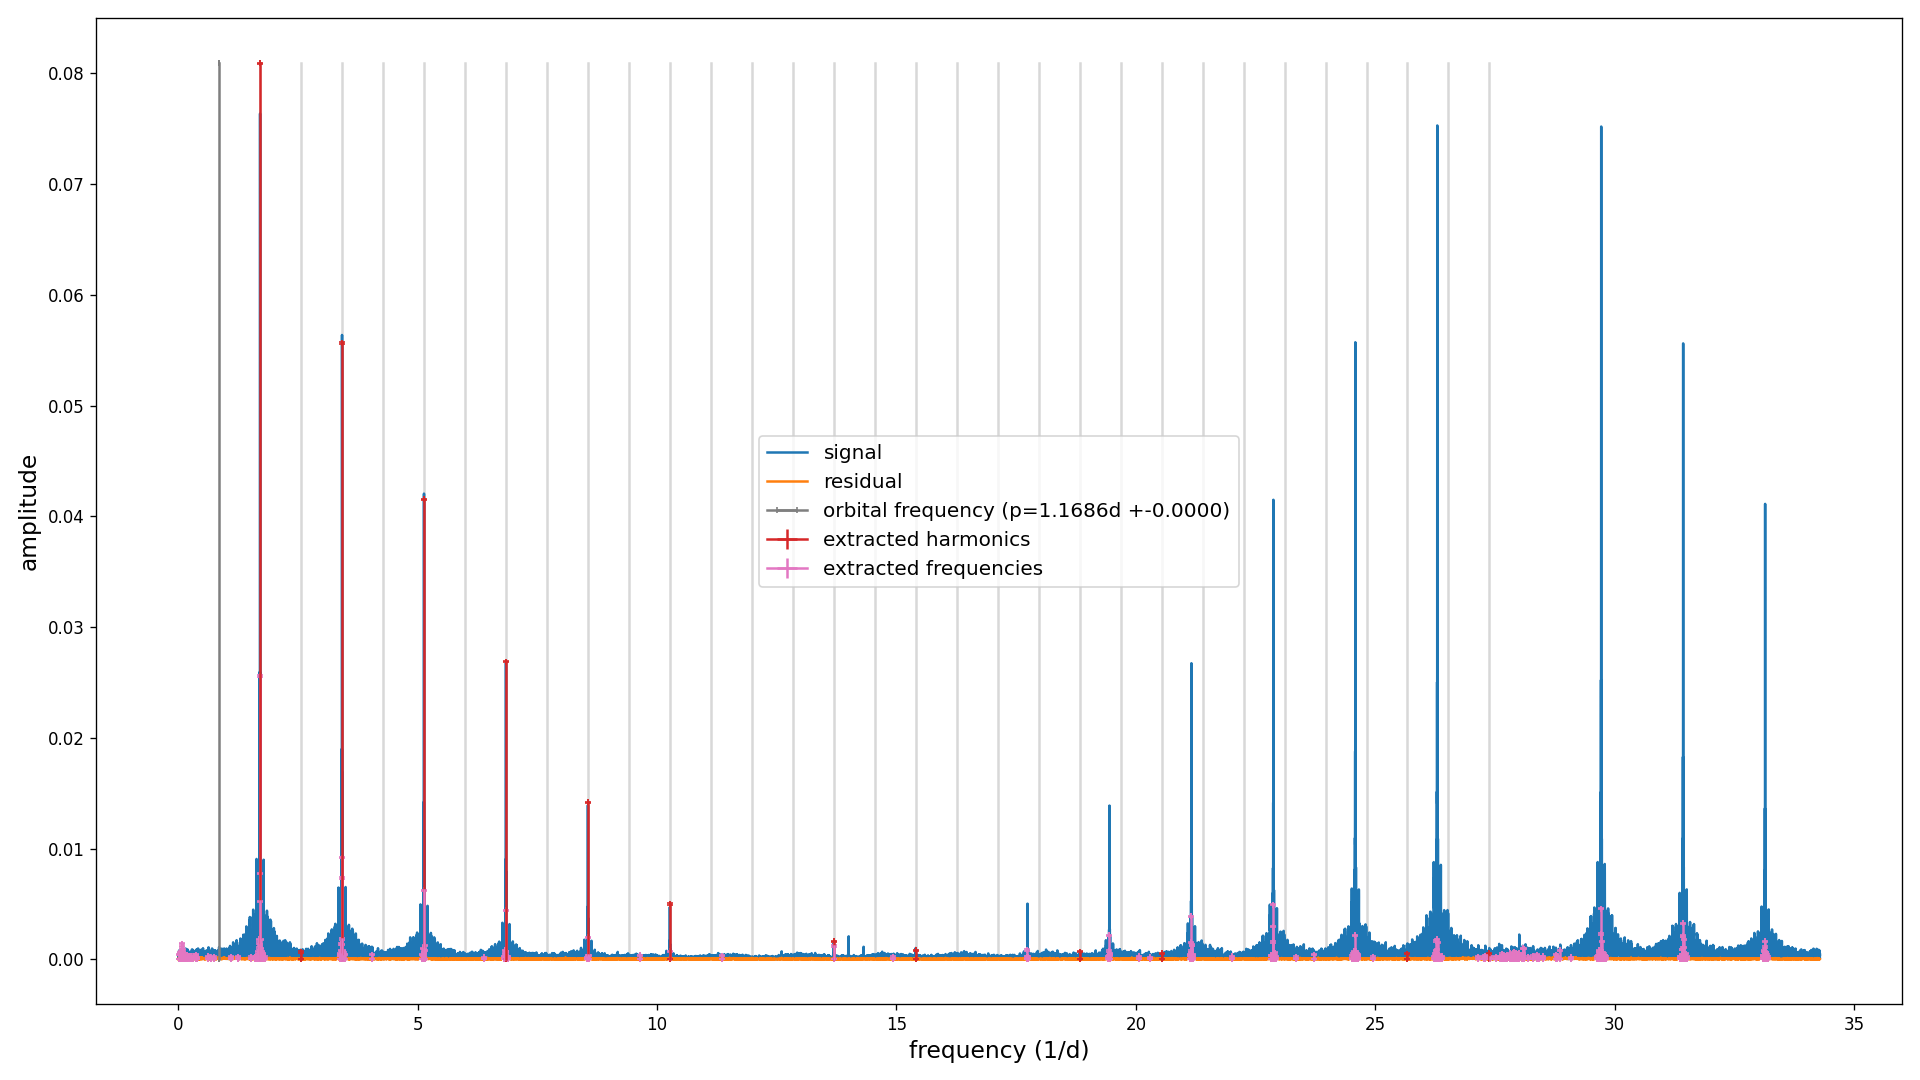 0.08
0.07
0.06
0.05
0.04
0.03
0.02
0.01
0.00
amplitude
signal
residual
orbital frequency (p=1.1686d +-0.0000)
extracted harmonics
extracted frequencies
0 5 10 15 20 25 30 35
frequency (1/d)